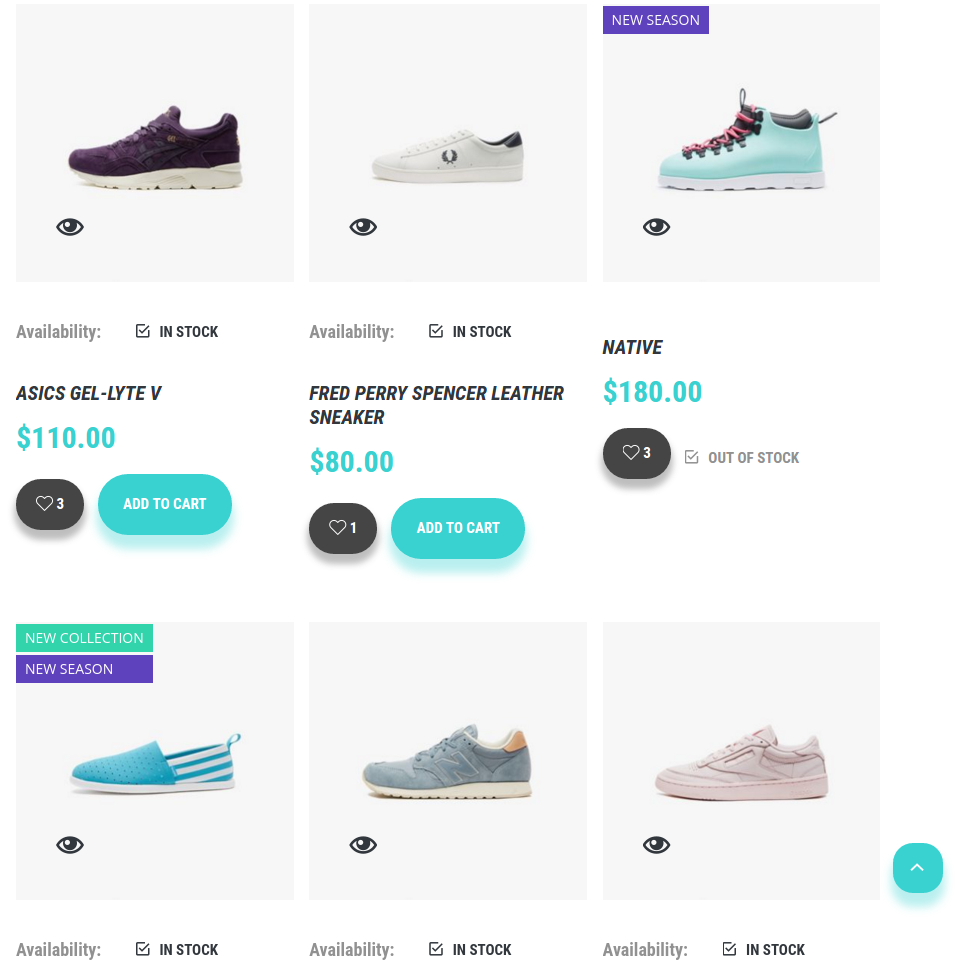 NEW SEASON
Availability: IN STOCK
Availability: IN STOCK
ASICS GEL-LYTE V
$110.00
3 ADD TO CART
FRED PERRY SPENCER LEATHER
SNEAKER
$80.00
1 ADD TO CART
NATIVE
$180.00
3 OUT OF STOCK
NEW COLLECTION
NEW SEASON
Availability: IN STOCK
Availability: IN STOCK
Availability: IN STOCK